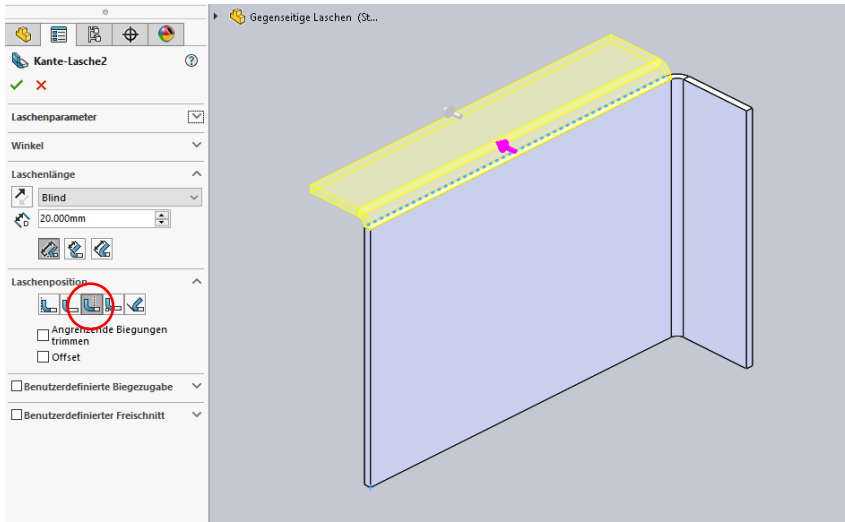 Gegenseitige Laschen (St...
Kante-Lasche2
Laschenparameter
Winkel
Laschenlänge
Blind
D
20.000mm
Laschenposition
Angrenzende Biegungen
trimmen
Offset
Benutzerdefinierte Biegezugabe
Benutzerdefinierter Freischnitt